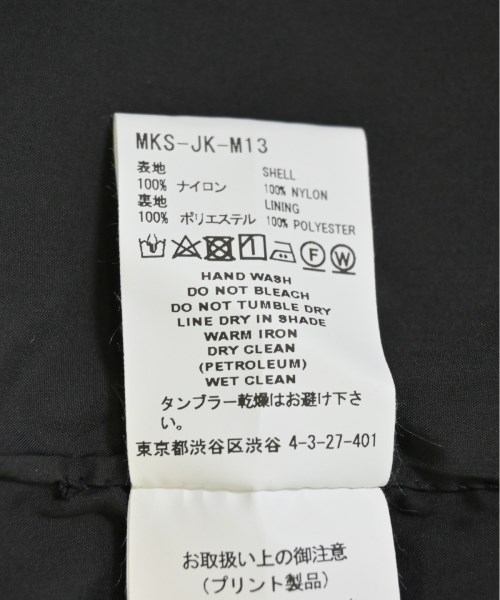 MKS-JK-M13
表地 SHELL
100% ナイロン 100% NYLON
裏地 LINING
100% ポリエステル 100% POLYESTER
F W
HAND WASH
DO NOT BLEACH
DO NOT TUMBLE DRY
LINE DRY IN SHADE
WARM IRON
DRY CLEAN
(PETROLEUM)
WET CLEAN
タンブラー乾燥はお避け下さ
い。
東京都渋谷区渋谷 4-3-27-401
お取扱い上の御注意
(プリント製品)